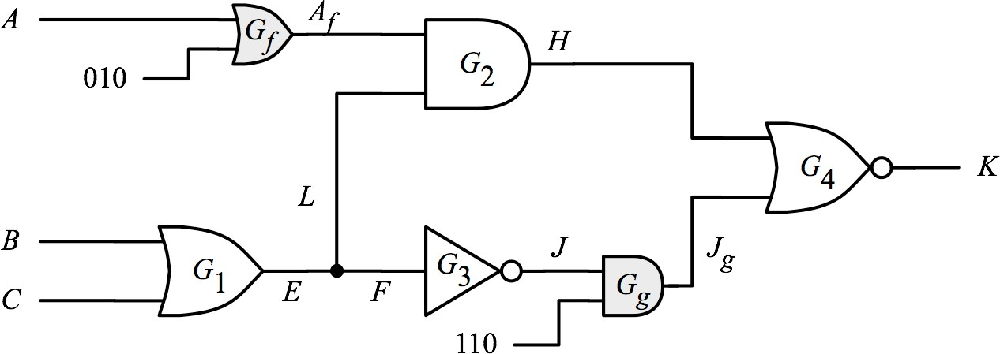 A
G_f
A_f
010
G_2
H
G_4
K
L
B
C
G_1
E
F
G_3
J
G_g
J_g
110